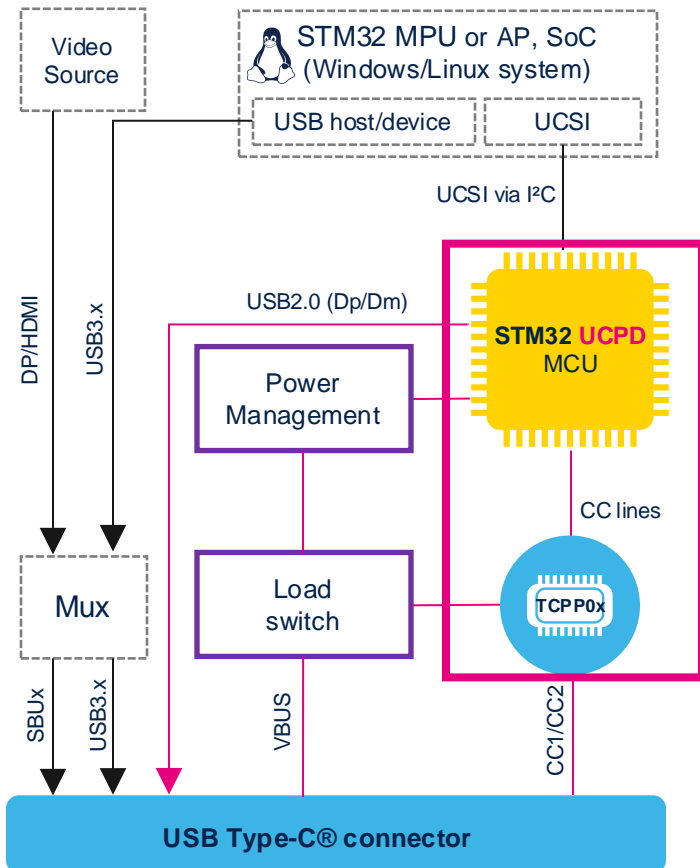 Video
Source
STM32 MPU or AP, SoC
(Windows/Linux system)
USB host/device
UCSI
UCSI via I²C
DP/HDMI
USB3.x
USB2.0 (Dp/Dm)
STM32 UCPD
MCU
Power
Management
CC lines
Mux
Load
switch
TCPP0x
SBUx
USB3.x
VBUS
CC1/CC2
USB Type-C® connector